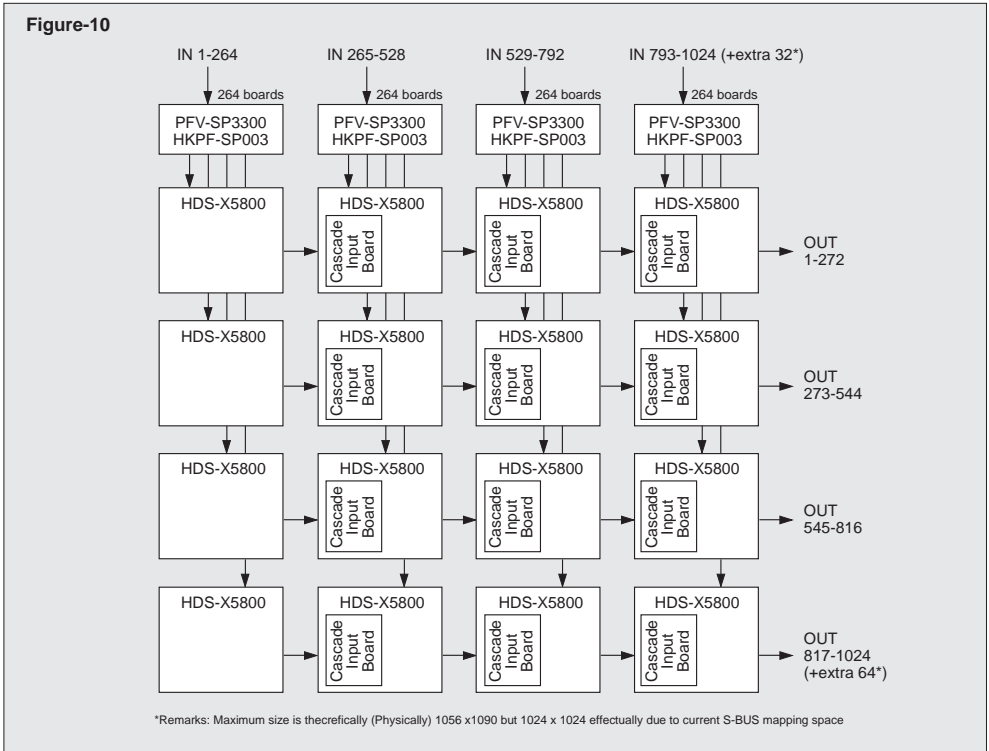 Figure-10
IN 1-264
IN 265-528
IN 529-792
IN 793-1024 (+extra 32*)
264 boards
264 boards
264 boards
264 boards
PFV-SP3300
HKPF-SP003
PFV-SP3300
HKPF-SP003
PFV-SP3300
HKPF-SP003
PFV-SP3300
HKPF-SP003
HDS-X5800
HDS-X5800
Cascade
Input
Board
HDS-X5800
Cascade
Input
Board
HDS-X5800
Cascade
Input
Board
OUT
1-272
HDS-X5800
HDS-X5800
Cascade
Input
Board
HDS-X5800
Cascade
Input
Board
HDS-X5800
Cascade
Input
Board
OUT
273-544
HDS-X5800
HDS-X5800
Cascade
Input
Board
HDS-X5800
Cascade
Input
Board
HDS-X5800
Cascade
Input
Board
OUT
545-816
HDS-X5800
HDS-X5800
Cascade
Input
Board
HDS-X5800
Cascade
Input
Board
HDS-X5800
Cascade
Input
Board
OUT
817-1024
(+extra 64*)
*Remarks: Maximum size is thecrefically (Physically) 1056 x1090 but 1024 x 1024 effectually due to current S-BUS mapping space